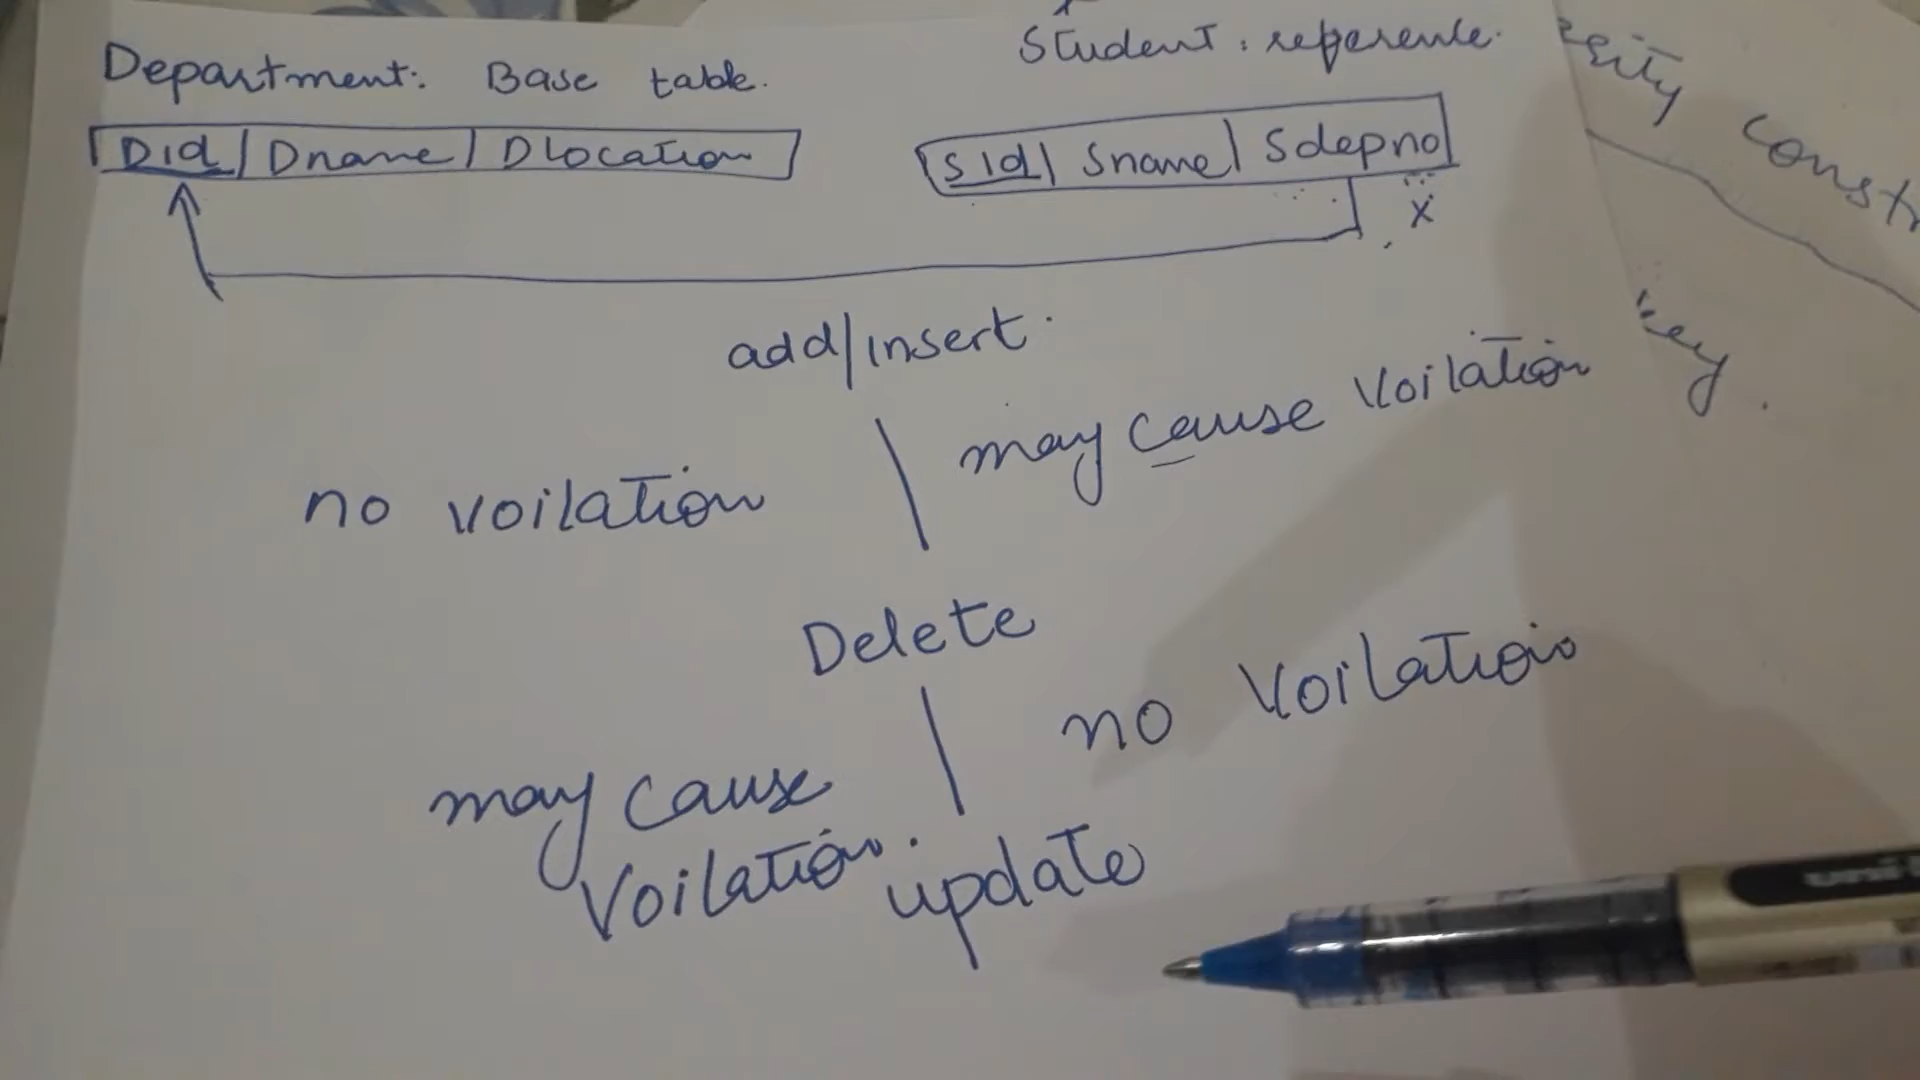 Department: Base table.
Student: reference.
Did | Dname | Dlocation
Sid | Sname | Sdepno
x
add/insert
no voilation
may cause Voilation
Delete
may cause
Voilation.
no Voilation
update
const